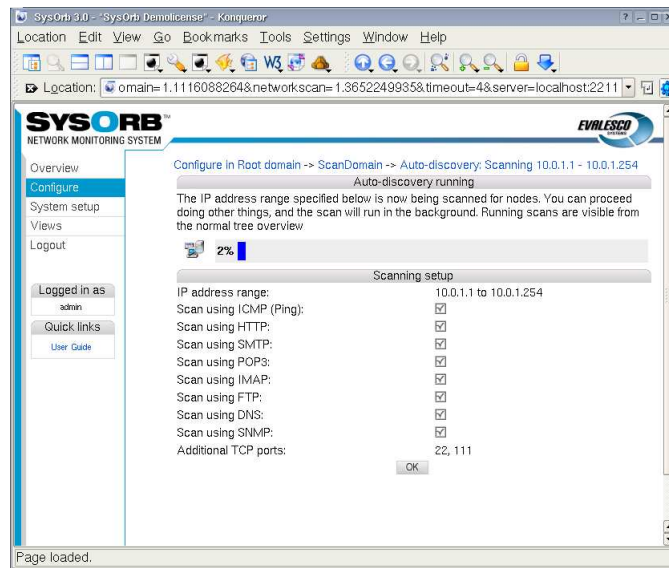 SysOrb 3.0 - "SysOrb Demolicense" - Konqueror
Location Edit View Go Bookmarks Tools Settings Window Help
Location: omain=1.1116088264&networkscan=1.3652249935&timeout=4&server=localhost:2211
SYSORB™
NETWORK MONITORING SYSTEM
EVALESCO
SYSTEMS
Overview
Configure
System setup
Views
Logout
Logged in as
admin
Quick links
User Guide
Configure in Root domain -> ScanDomain -> Auto-discovery: Scanning 10.0.1.1 - 10.0.1.254
Auto-discovery running
The IP address range specified below is now being scanned for nodes. You can proceed
doing other things, and the scan will run in the background. Running scans are visible from
the normal tree overview
2%
Scanning setup
IP address range: 10.0.1.1 to 10.0.1.254
Scan using ICMP (Ping):
Scan using HTTP:
Scan using SMTP:
Scan using POP3:
Scan using IMAP:
Scan using FTP:
Scan using DNS:
Scan using SNMP:
Additional TCP ports: 22, 111
OK
Page loaded.